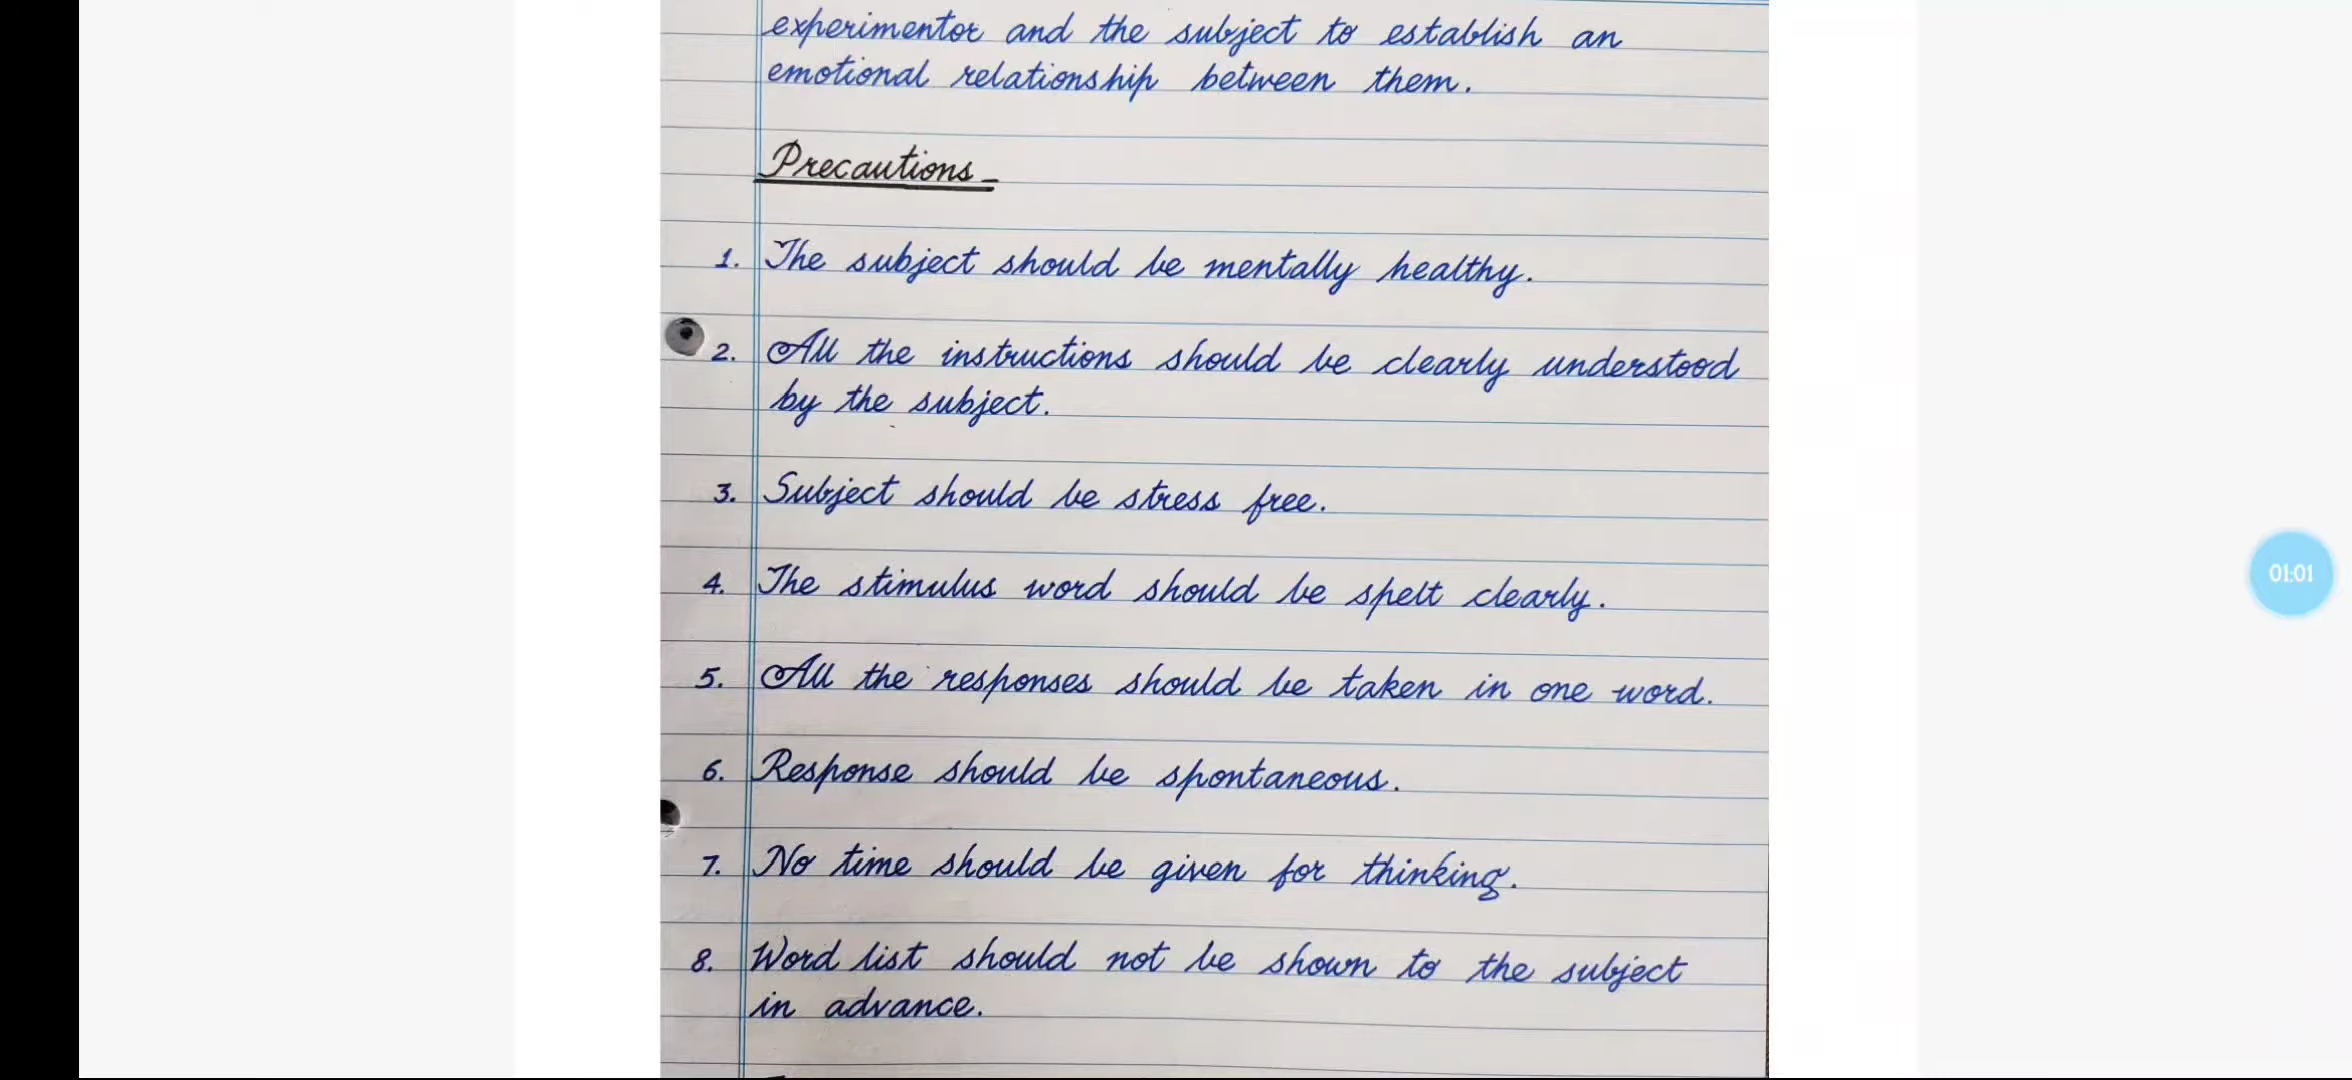 experimentor and the subject to establish an
emotional relationship between them.
Precautions -
1. The subject should be mentally healthy.
2. All the instructions should be clearly understood
by the subject.
3. Subject should be stress free.
4. The stimulus word should be spelt clearly.
5. All the responses should be taken in one word.
6. Response should be spontaneous.
7. No time should be given for thinking.
8. Word list should not be shown to the subject
in advance.
01:01